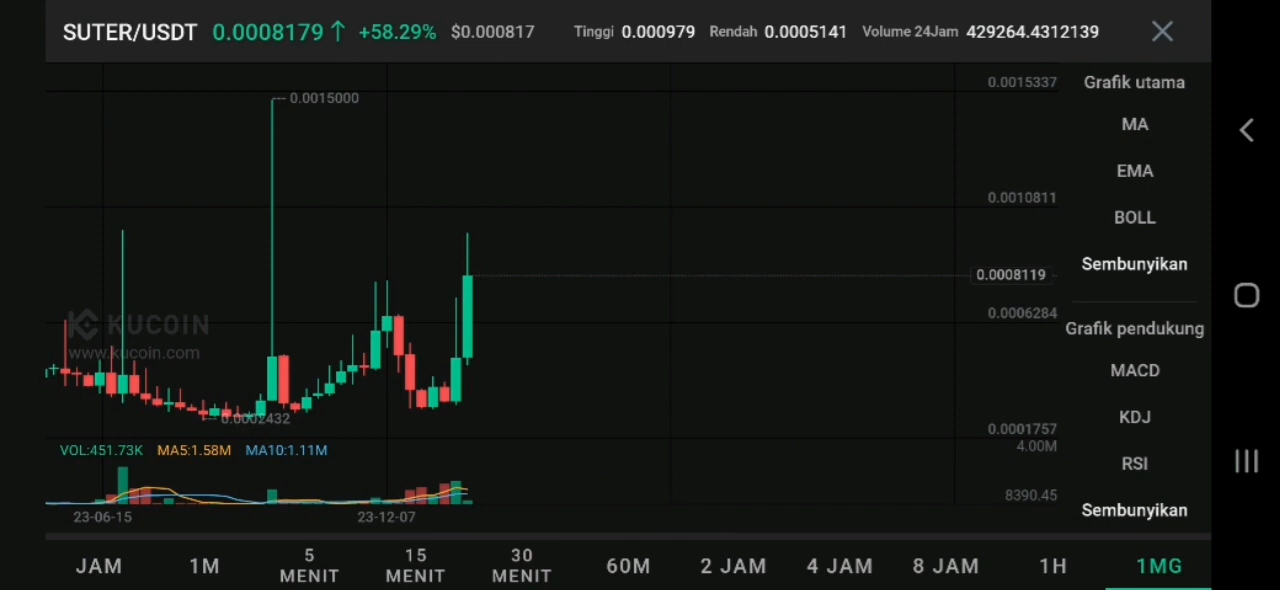 SUTER/USDT 0.0008179↑ +58.29% $0.000817 Tinggi 0.000979 Rendah 0.0005141 Volume 24Jam 429264.4312139
0.0015337 Grafik utama
0.0015000
MA
EMA
0.0010811
BOLL
Sembunyikan
0.0008119
0.0006284
KUCOIN
Grafik pendukung
www.kucoin.com
MACD
0.0002432
KDJ
0.0001757
VOL:451.73K MA5:1.58M MA10:1.11M
4.00M
RSI
8390.45
23-06-15 23-12-07
Sembunyikan
JAM 1M 5 MENIT 15 MENIT 30 MENIT 60M 2 JAM 4 JAM 8 JAM 1H 1MG